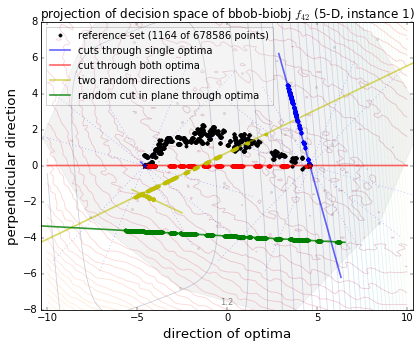 projection of decision space of bbob-biobj f42 (5-D, instance 1)
reference set (1164 of 678586 points)
cuts through single optima
cut through both optima
two random directions
random cut in plane through optima
perpendicular direction
8
6
4
2
0
−2
−4
−6
−8
1.2
−10
−5
0
5
10
direction of optima